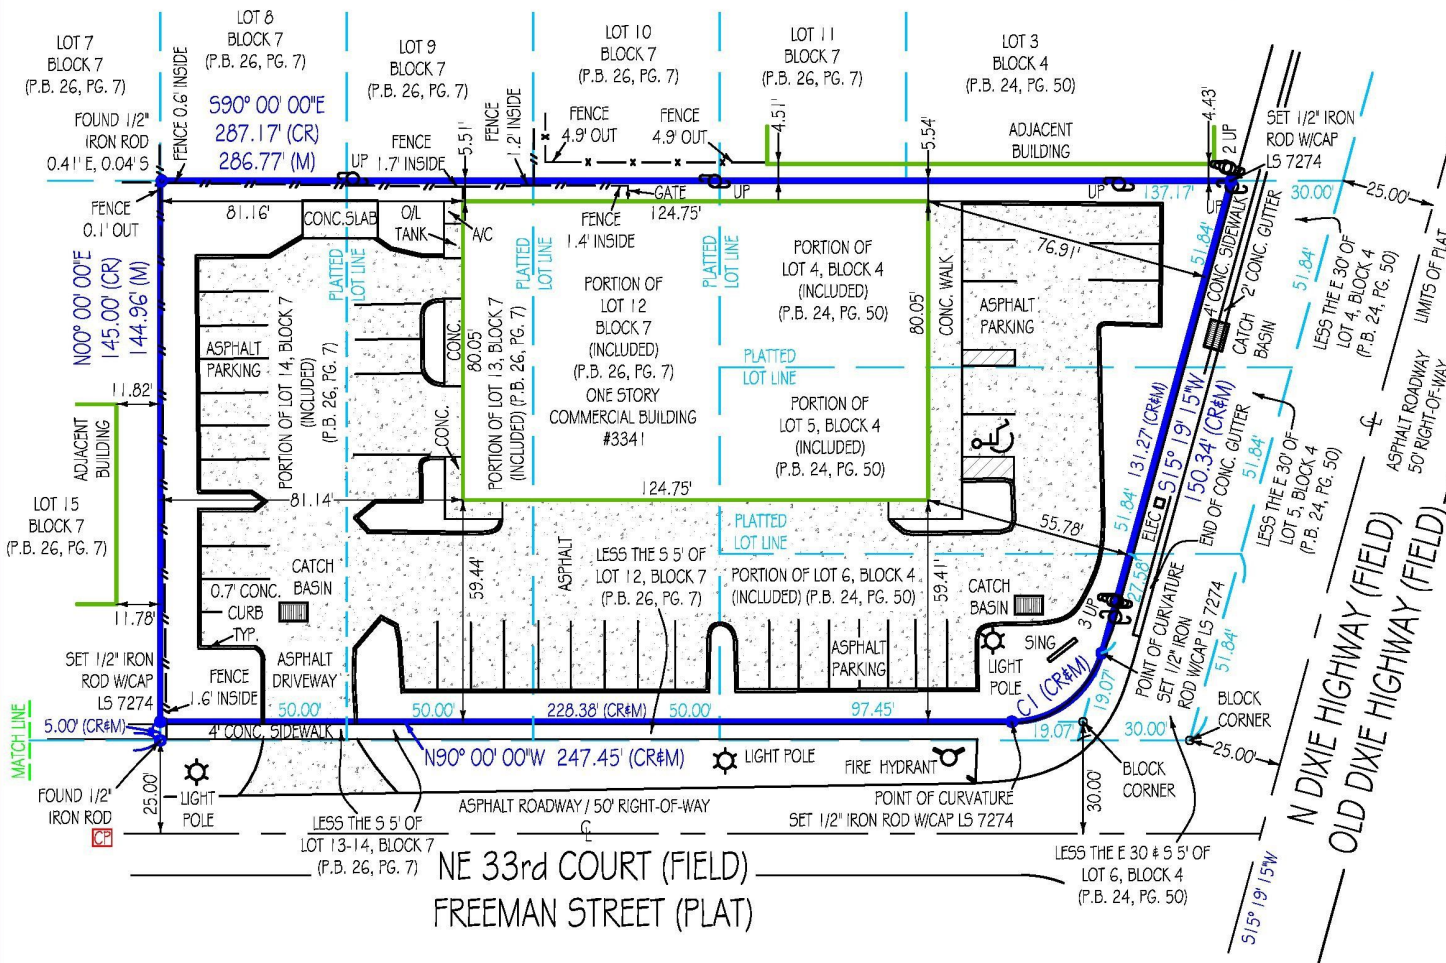 LOT 7
BLOCK 7
(P.B. 26, PG. 7)
LOT 8
BLOCK 7
(P.B. 26, PG. 7)
LOT 9
BLOCK 7
(P.B. 26, PG. 7)
LOT 10
BLOCK 7
(P.B. 26, PG. 7)
LOT 11
BLOCK 7
(P.B. 26, PG. 7)
LOT 3
BLOCK 4
(P.B. 24, PG. 50)
FOUND 1/2"
IRON ROD
0.41' E, 0.04' S
FENCE 0.6' INSIDE
S90° 00' 00"E
287.17' (CR)
286.77' (M)
UP
FENCE
1.7' INSIDE
5.51'
FENCE
1.2' INSIDE
FENCE
4.9' OUT
FENCE
4.9' OUT
4.51'
5.54'
ADJACENT
BUILDING
4.43'
2 UP
SET 1/2" IRON
ROD W/CAP
LS 7274
FENCE
0.1' OUT
81.16'
CONC.SLAB
O/L
TANK
A/C
FENCE
1.4' INSIDE
GATE
124.75'
UP
UP
137.17'
UP
30.00'
25.00'
N00° 00' 00"E
145.00' (CR)
144.96' (M)
PLATTED
LOT LINE
PLATTED
LOT LINE
PLATTED
LOT LINE
PORTION OF
LOT 4, BLOCK 4
(INCLUDED)
(P.B. 24, PG. 50)
76.91'
51.84'
4' CONC. SIDEWALK
2' CONC. GUTTER
51.84'
LESS THE E 30' OF
LOT 4, BLOCK 4
(P.B. 24, PG. 50)
LIMITS OF PLAT
PORTION OF
LOT 12
BLOCK 7
(INCLUDED)
(P.B. 26, PG. 7)
ONE STORY
COMMERCIAL BUILDING
#3341
ASPHALT
PARKING
PORTION OF LOT 14, BLOCK 7
(INCLUDED)
(P.B. 26, PG. 7)
CONC.
80.05'
PORTION OF LOT 13, BLOCK 7
(INCLUDED) (P.B. 26, PG. 7)
CONC.
80.05'
CONC. WALK
ASPHALT
PARKING
CATCH
BASIN
PLATTED
LOT LINE
PORTION OF
LOT 5, BLOCK 4
(INCLUDED)
(P.B. 24, PG. 50)
131.27' (CR&M)
S15° 19' 15"W
150.34' (CR&M)
51.84'
ELEC
END OF CONC. GUTTER
51.84'
LESS THE E 30' OF
LOT 5, BLOCK 4
(P.B. 24, PG. 50)
CL
ASPHALT ROADWAY
50' RIGHT-OF-WAY
11.82'
ADJACENT
BUILDING
LOT 15
BLOCK 7
(P.B. 26, PG. 7)
11.78'
81.14'
124.75'
PLATTED
LOT LINE
55.78'
0.7' CONC.
CURB
TYP.
CATCH
BASIN
59.44'
ASPHALT
LESS THE S 5' OF
LOT 12, BLOCK 7
(P.B. 26, PG. 7)
PORTION OF LOT 6, BLOCK 4
(INCLUDED) (P.B. 24, PG. 50)
59.41'
CATCH
BASIN
3 UP
27.58'
POINT OF CURVATURE
SET 1/2" IRON
ROD W/CAP LS 7274
51.84'
SET 1/2" IRON
ROD W/CAP
LS 7274
FENCE
1.6' INSIDE
ASPHALT
DRIVEWAY
ASPHALT
PARKING
SING
LIGHT
POLE
C1 (CR&M)
19.07'
MATCH LINE
5.00' (CR&M)
50.00'
50.00'
228.38' (CR&M)
50.00'
97.45'
19.07'
30.00'
BLOCK
CORNER
25.00'
4' CONC. SIDEWALK
N90° 00' 00"W 247.45' (CR&M)
LIGHT POLE
FIRE HYDRANT
BLOCK
CORNER
FOUND 1/2"
IRON ROD
CP
25.00'
LIGHT
POLE
LESS THE S 5' OF
LOT 13-14, BLOCK 7
(P.B. 26, PG. 7)
ASPHALT ROADWAY / 50' RIGHT-OF-WAY
CL
POINT OF CURVATURE
SET 1/2" IRON ROD W/CAP LS 7274
30.00'
LESS THE E 30 & S 5' OF
LOT 6, BLOCK 4
(P.B. 24, PG. 50)
NE 33rd COURT (FIELD)
FREEMAN STREET (PLAT)
S15° 19' 15"W
N DIXIE HIGHWAY (FIELD)
OLD DIXIE HIGHWAY (FIELD)